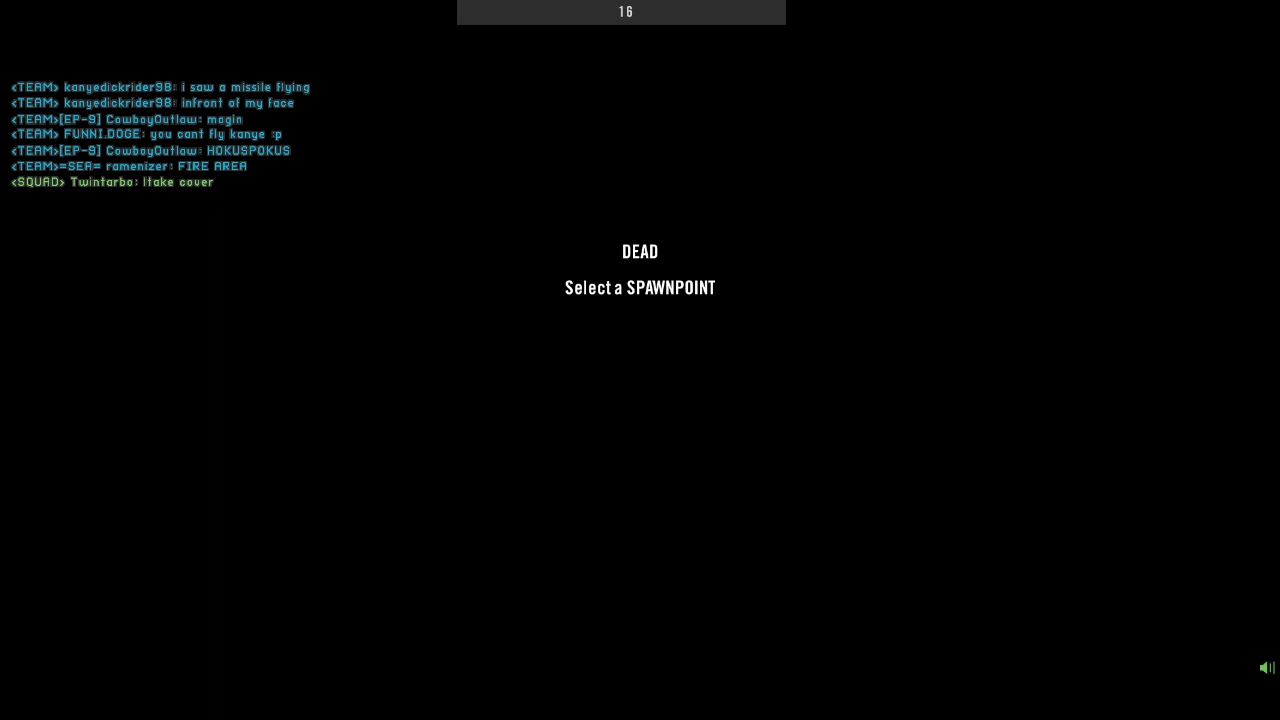 16
<TEAM> kanyedickrider98: i saw a missile flying
<TEAM> kanyedickrider98: infront of my face
<TEAM>[EP-9] CowboyOutlaw: magin
<TEAM> FUNNI.DOGE: you cant fly kanye :p
<TEAM>[EP-9] CowboyOutlaw: HOKUSPOKUS
<TEAM>=SEA= ramenizer: FIRE AREA
<SQUAD> Twintarbo: Itake cover
DEAD
Select a SPAWNPOINT